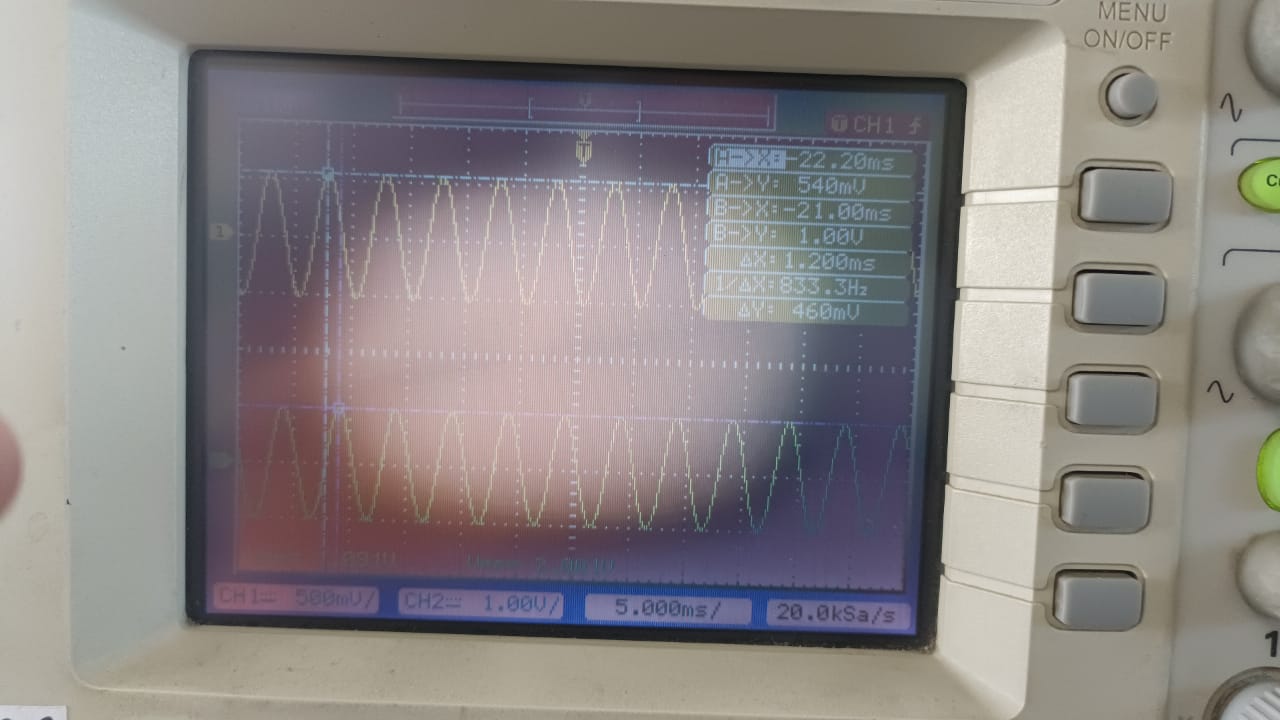 MENU
ON/OFF
T CH1
A->X:-22.20ms
A->Y: 540mV
B->X:-21.00ms
B->Y: 1.00V
ΔX:1.200ms
1/ΔX:833.3Hz
ΔY: 460mV
1
CH1 500mV/ CH2 1.00V/ 5.000ms/ 20.0kSa/s